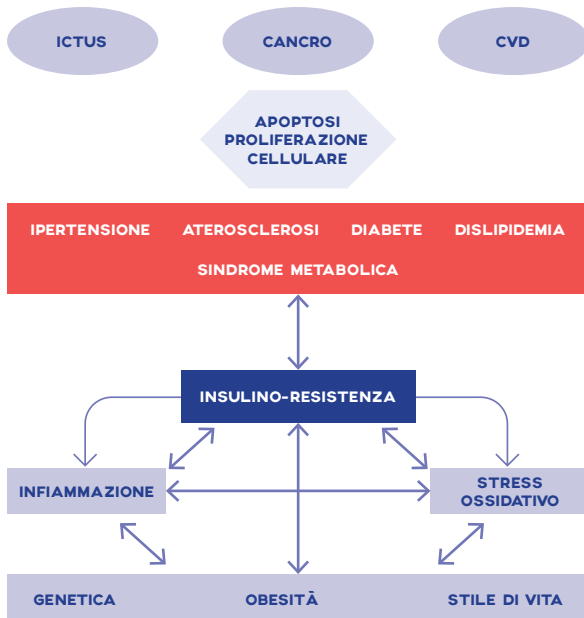 ICTUS
CANCRO
CVD
APOPTOSI
PROLIFERAZIONE
CELLULARE
IPERTENSIONE ATEROSCLEROSI DIABETE DISLIPIDEMIA
SINDROME METABOLICA
INSULINO-RESISTENZA
INFIAMMAZIONE
STRESS
OSSIDATIVO
GENETICA OBESITÀ STILE DI VITA